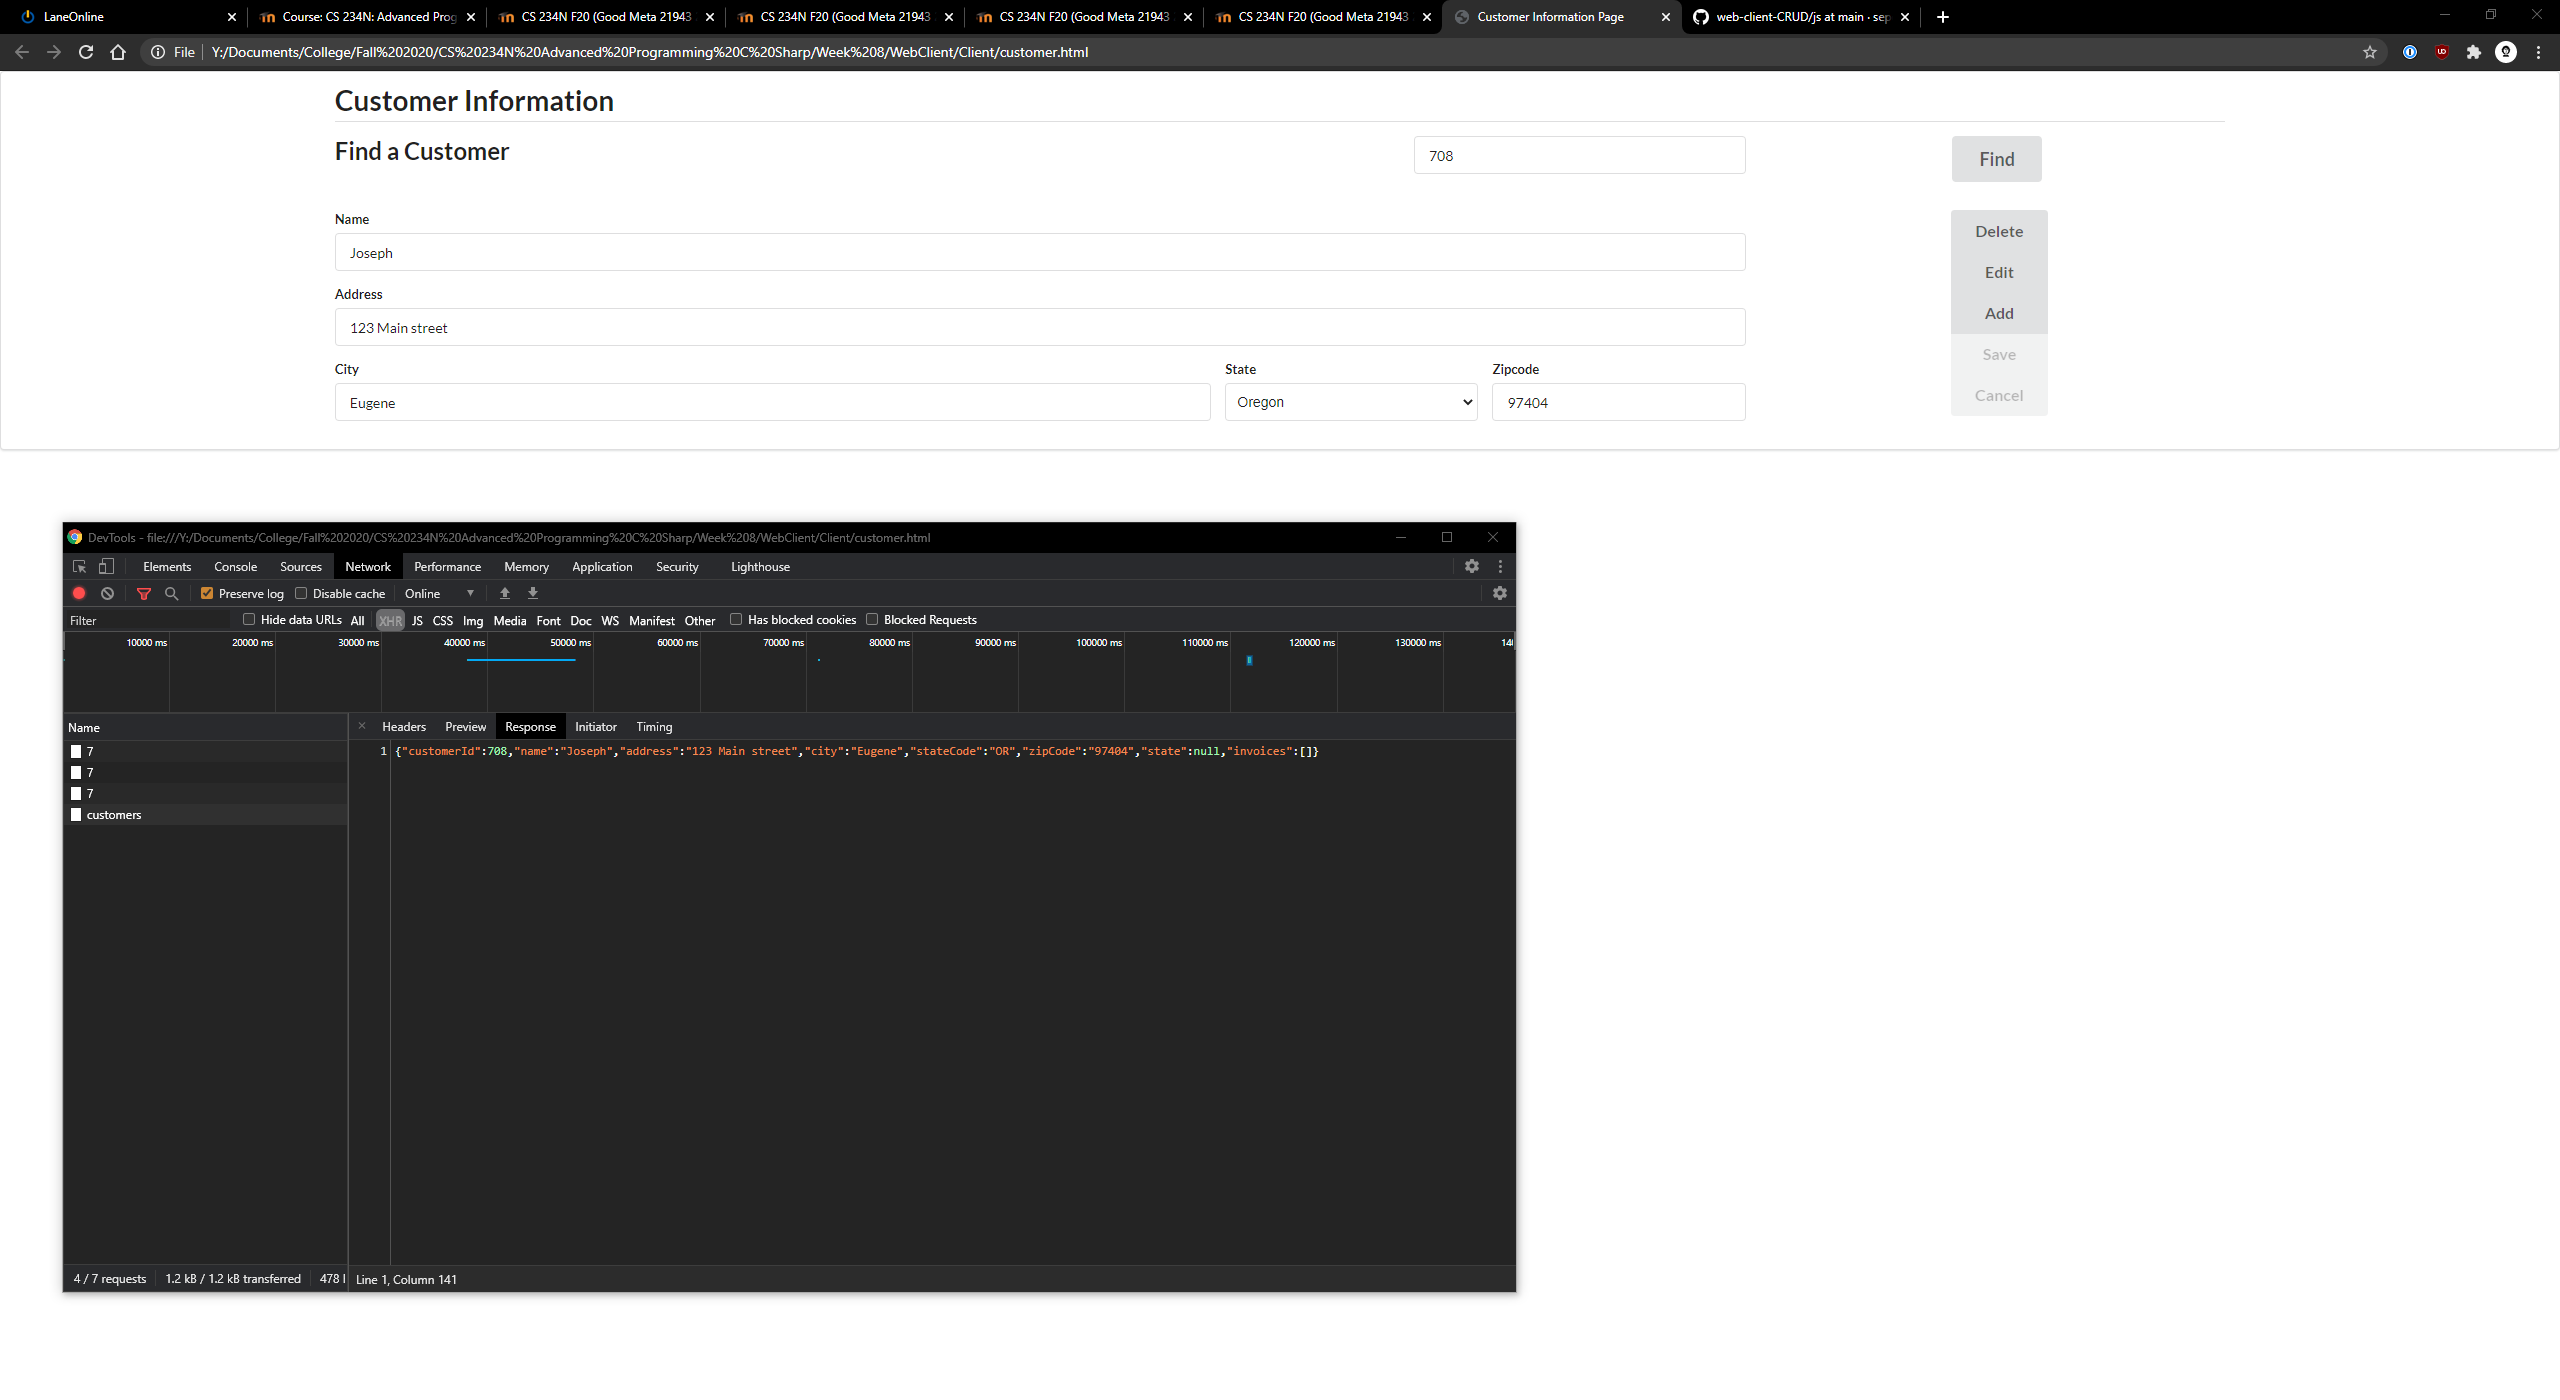 LaneOnline
Course: CS 234N: Advanced Prog
CS 234N F20 (Good Meta 21943
CS 234N F20 (Good Meta 21943
CS 234N F20 (Good Meta 21943
CS 234N F20 (Good Meta 21943
Customer Information Page
web-client-CRUD/js at main · sep
File
Y:/Documents/College/Fall%202020/CS%20234N%20Advanced%20Programming%20C%20Sharp/Week%208/WebClient/Client/customer.html
Customer Information
Find a Customer
708
Find
Name
Joseph
Address
123 Main street
City
State
Zipcode
Eugene
Oregon
97404
Delete
Edit
Add
Save
Cancel
DevTools - file:///Y:/Documents/College/Fall%202020/CS%20234N%20Advanced%20Programming%20C%20Sharp/Week%208/WebClient/Client/customer.html
Elements Console Sources Network Performance Memory Application Security Lighthouse
Preserve log Disable cache Online
Filter Hide data URLs All XHR JS CSS Img Media Font Doc WS Manifest Other Has blocked cookies Blocked Requests
10000 ms 20000 ms 30000 ms 40000 ms 50000 ms 60000 ms 70000 ms 80000 ms 90000 ms 100000 ms 110000 ms 120000 ms 130000 ms 14
Name
7
7
7
customers
Headers Preview Response Initiator Timing
1 {"customerId":708,"name":"Joseph","address":"123 Main street","city":"Eugene","stateCode":"OR","zipCode":"97404","state":null,"invoices":[]}
4 / 7 requests 1.2 kB / 1.2 kB transferred 478
Line 1, Column 141